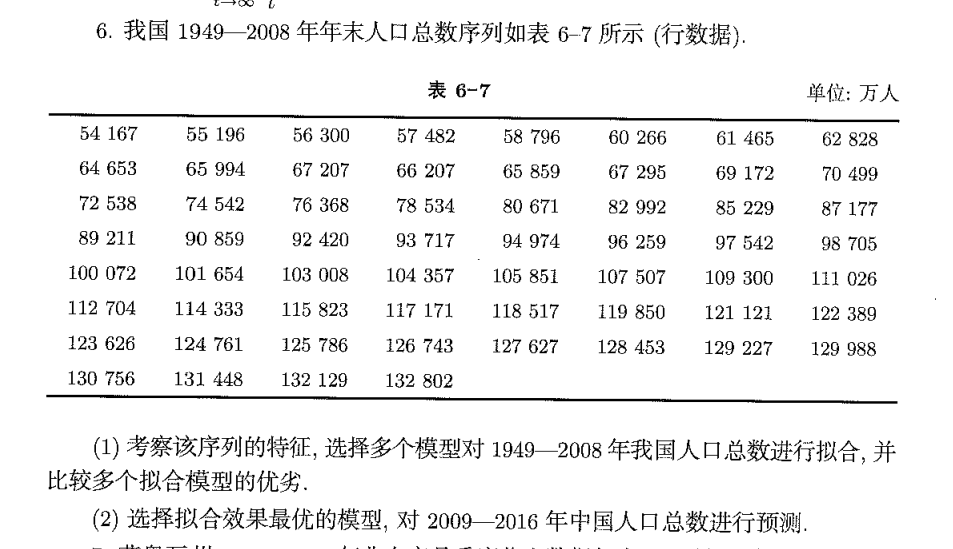 6. 我国 1949—2008 年年末人口总数序列如表 6-7 所示 (行数据).
表 6-7
单位: 万人
54 167 55 196 56 300 57 482 58 796 60 266 61 465 62 828
64 653 65 994 67 207 66 207 65 859 67 295 69 172 70 499
72 538 74 542 76 368 78 534 80 671 82 992 85 229 87 177
89 211 90 859 92 420 93 717 94 974 96 259 97 542 98 705
100 072 101 654 103 008 104 357 105 851 107 507 109 300 111 026
112 704 114 333 115 823 117 171 118 517 119 850 121 121 122 389
123 626 124 761 125 786 126 743 127 627 128 453 129 227 129 988
130 756 131 448 132 129 132 802
(1) 考察该序列的特征, 选择多个模型对 1949—2008 年我国人口总数进行拟合, 并
比较多个拟合模型的优劣.
(2) 选择拟合效果最优的模型, 对 2009—2016 年中国人口总数进行预测.